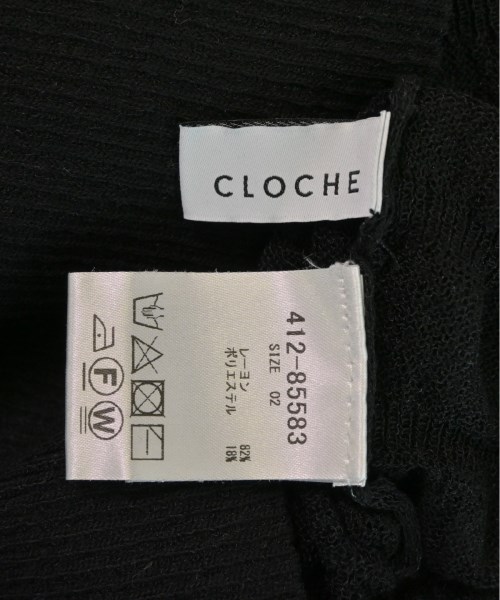 CLOCHE
412-85583
SIZE 02
レーヨン 82%
ポリエステル 18%
F W